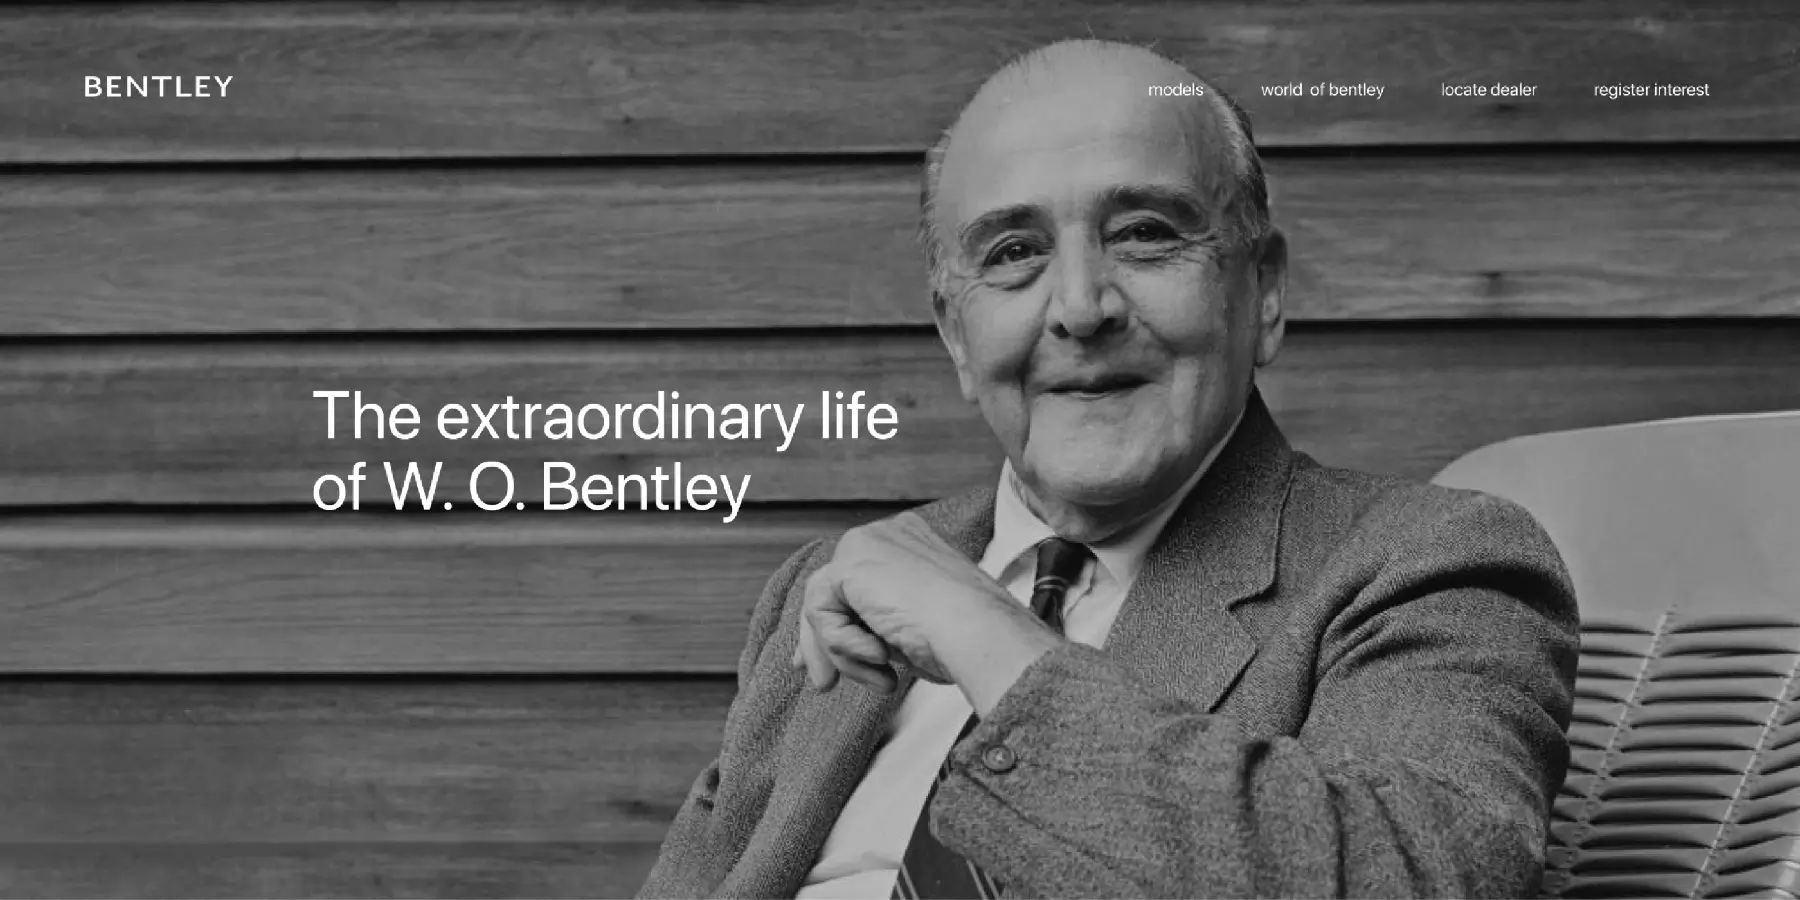 BENTLEY
models
world of bentley
locate dealer
register interest
The extraordinary life
of W. O. Bentley